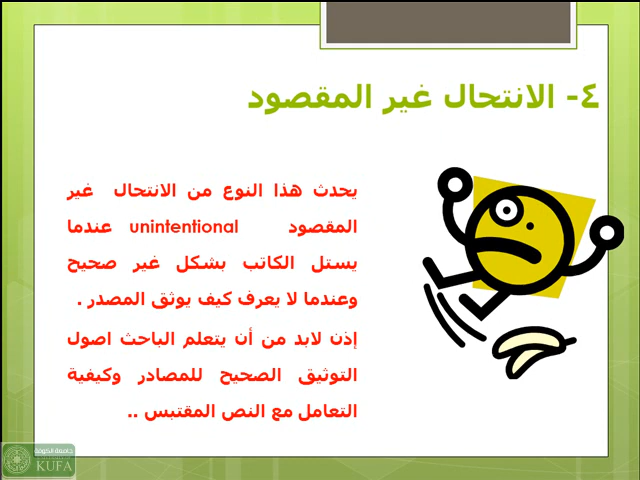 ٤- الانتحال غير المقصود
يحدث هذا النوع من الانتحال غير
المقصود unintentional عندما
يستل الكاتب بشكل غير صحيح
وعندما لا يعرف كيف يوثق المصدر .
إذن لابد من أن يتعلم الباحث اصول
التوثيق الصحيح للمصادر وكيفية
التعامل مع النص المقتبس ..
جامعة الكوفة
KUFA